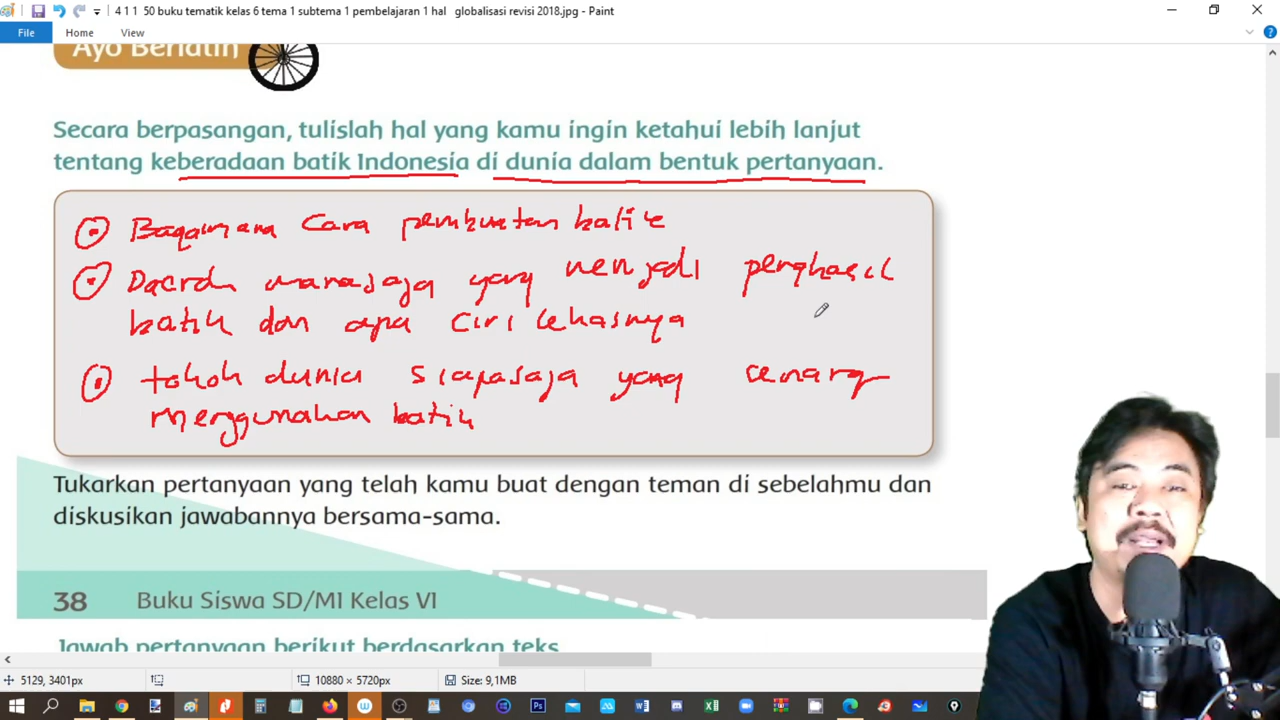 4 1 1 50 buku tematik kelas 6 tema 1 subtema 1 pembelajaran 1 hal globalisasi revisi 2018.jpg - Paint
File Home View
Ayo Berlatih
Secara berpasangan, tulislah hal yang kamu ingin ketahui lebih lanjut
tentang keberadaan batik Indonesia di dunia dalam bentuk pertanyaan.
Bagaimana Cara pembuatan batik
Daerah manasaja yang menjadi penghasil
batik dan apa ciri khasnya
tokoh dunia siapasaja yang
menggunakan batik
Tukarkan pertanyaan yang telah kamu buat dengan teman di sebelahmu dan
diskusikan jawabannya bersama-sama.
38 Buku Siswa SD/MI Kelas VI
Jawab pertanyaan berikut berdasarkan teks
5129, 3401px 10880 × 5720px Size: 9,1MB